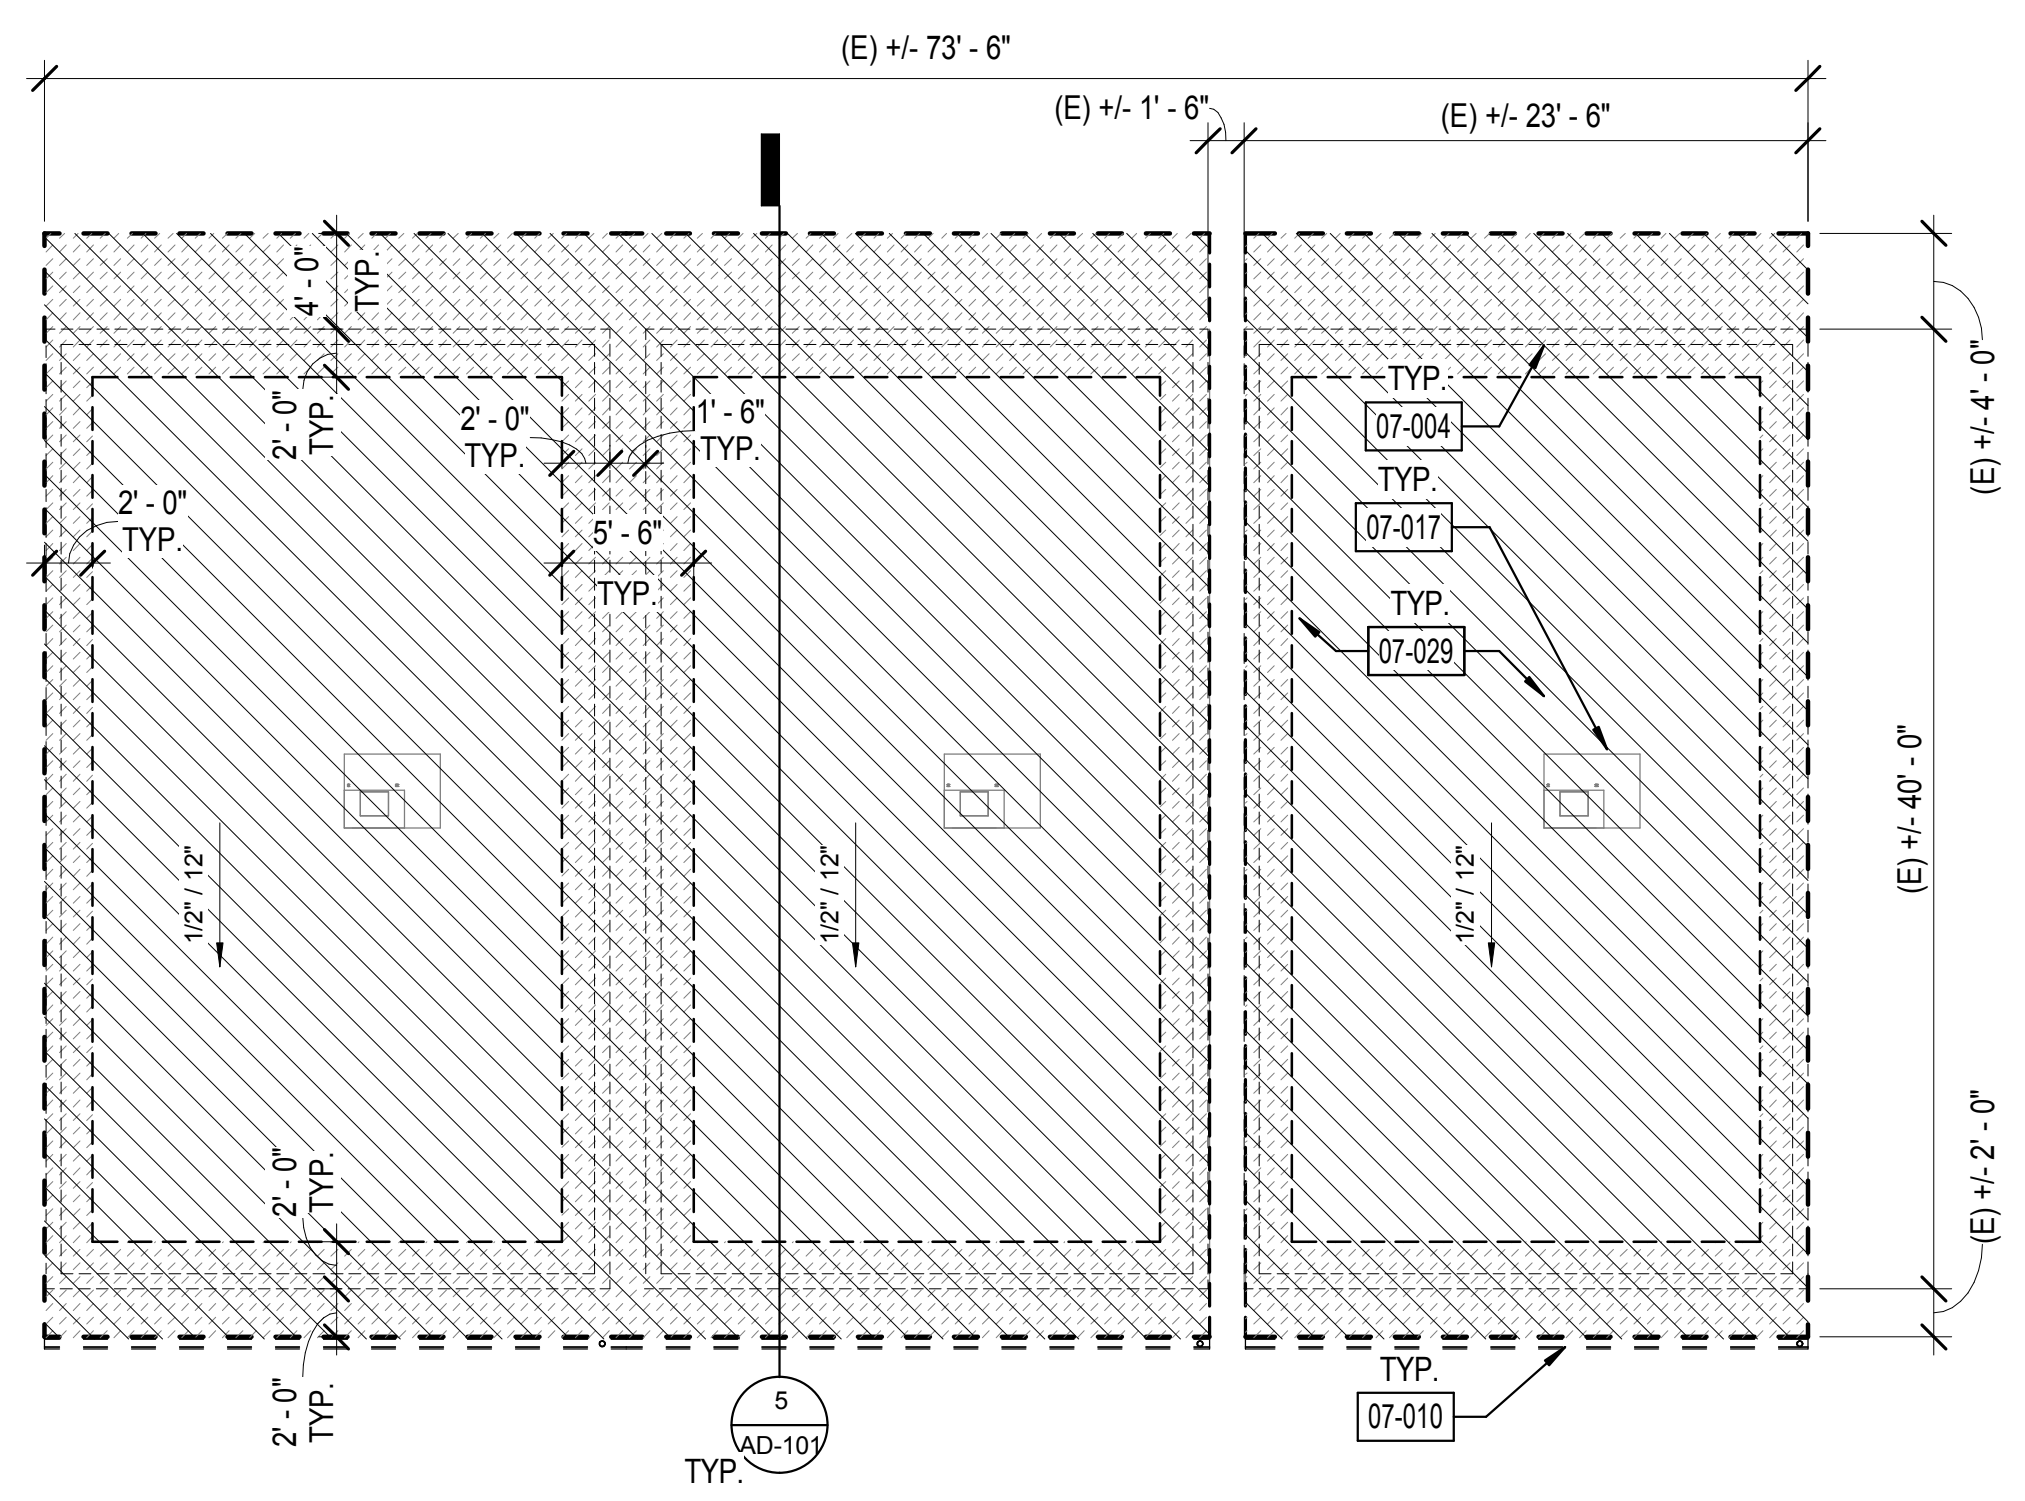 (E) +/- 73' - 6"
(E) +/- 1' - 6"
(E) +/- 23' - 6"
4' - 0"
TYP.
2' - 0"
TYP.
2' - 0"
TYP.
1' - 6"
TYP.
2' - 0"
TYP.
5' - 6"
TYP.
TYP.
07-004
TYP.
07-017
TYP.
07-029
(E) +/- 4' - 0"
(E) +/- 40' - 0"
1/2" / 12"
1/2" / 12"
1/2" / 12"
2' - 0"
TYP.
(E) +/- 2' - 0"
2' - 0"
TYP.
TYP.
07-010
5
AD-101
TYP.